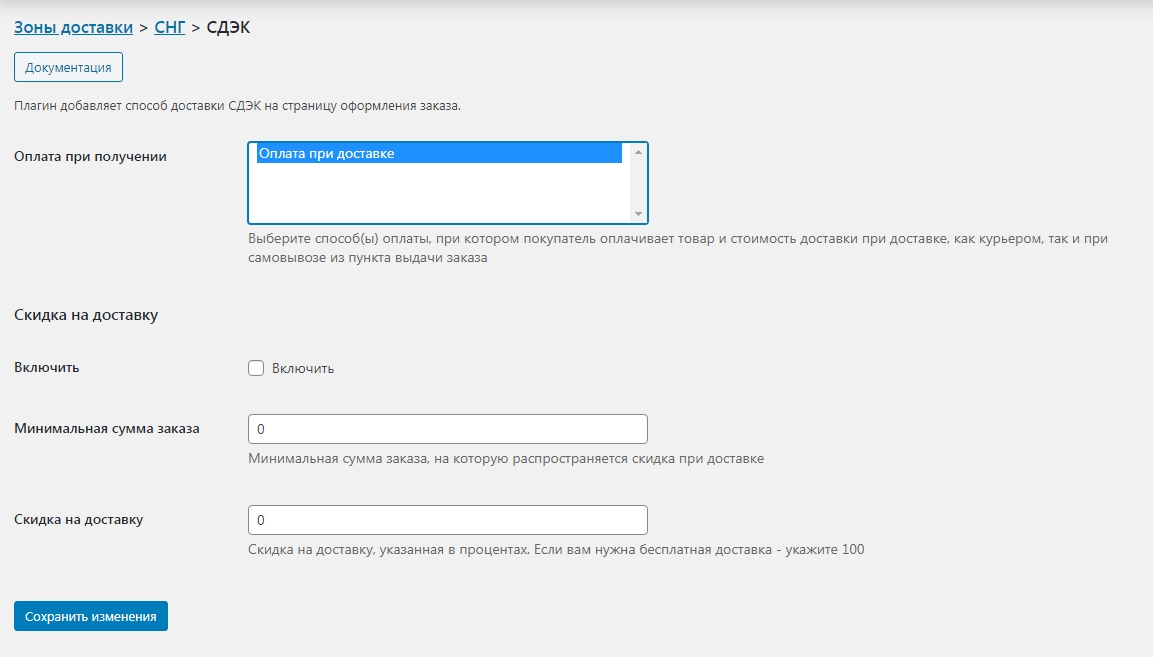 Зоны доставки > СНГ > СДЭК
Документация
Плагин добавляет способ доставки СДЭК на страницу оформления заказа.
Оплата при получении
Оплата при доставке
Выберите способ(ы) оплаты, при котором покупатель оплачивает товар и стоимость доставки при доставке, как курьером, так и при
самовывозе из пункта выдачи заказа
Скидка на доставку
Включить
Включить
Минимальная сумма заказа
0
Минимальная сумма заказа, на которую распространяется скидка при доставке
Скидка на доставку
0
Скидка на доставку, указанная в процентах. Если вам нужна бесплатная доставка - укажите 100
Сохранить изменения